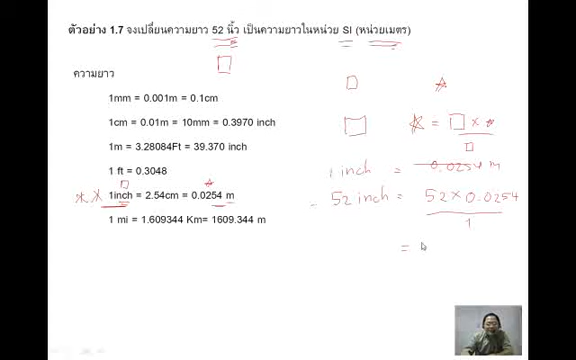 ตัวอย่าง 1.7 จงเปลี่ยนความยาว 52 นิ้ว เป็นความยาวในหน่วย SI (หน่วยเมตร)
ความยาว
1mm = 0.001m = 0.1cm
1cm = 0.01m = 10mm = 0.3970 inch
1m = 3.28084Ft = 39.370 inch
1 ft = 0.3048
1inch = 2.54cm = 0.0254 m
1 mi = 1.609344 Km= 1609.344 m
1 inch = 0.0254 m
52 inch = 52 × 0.0254
1
=